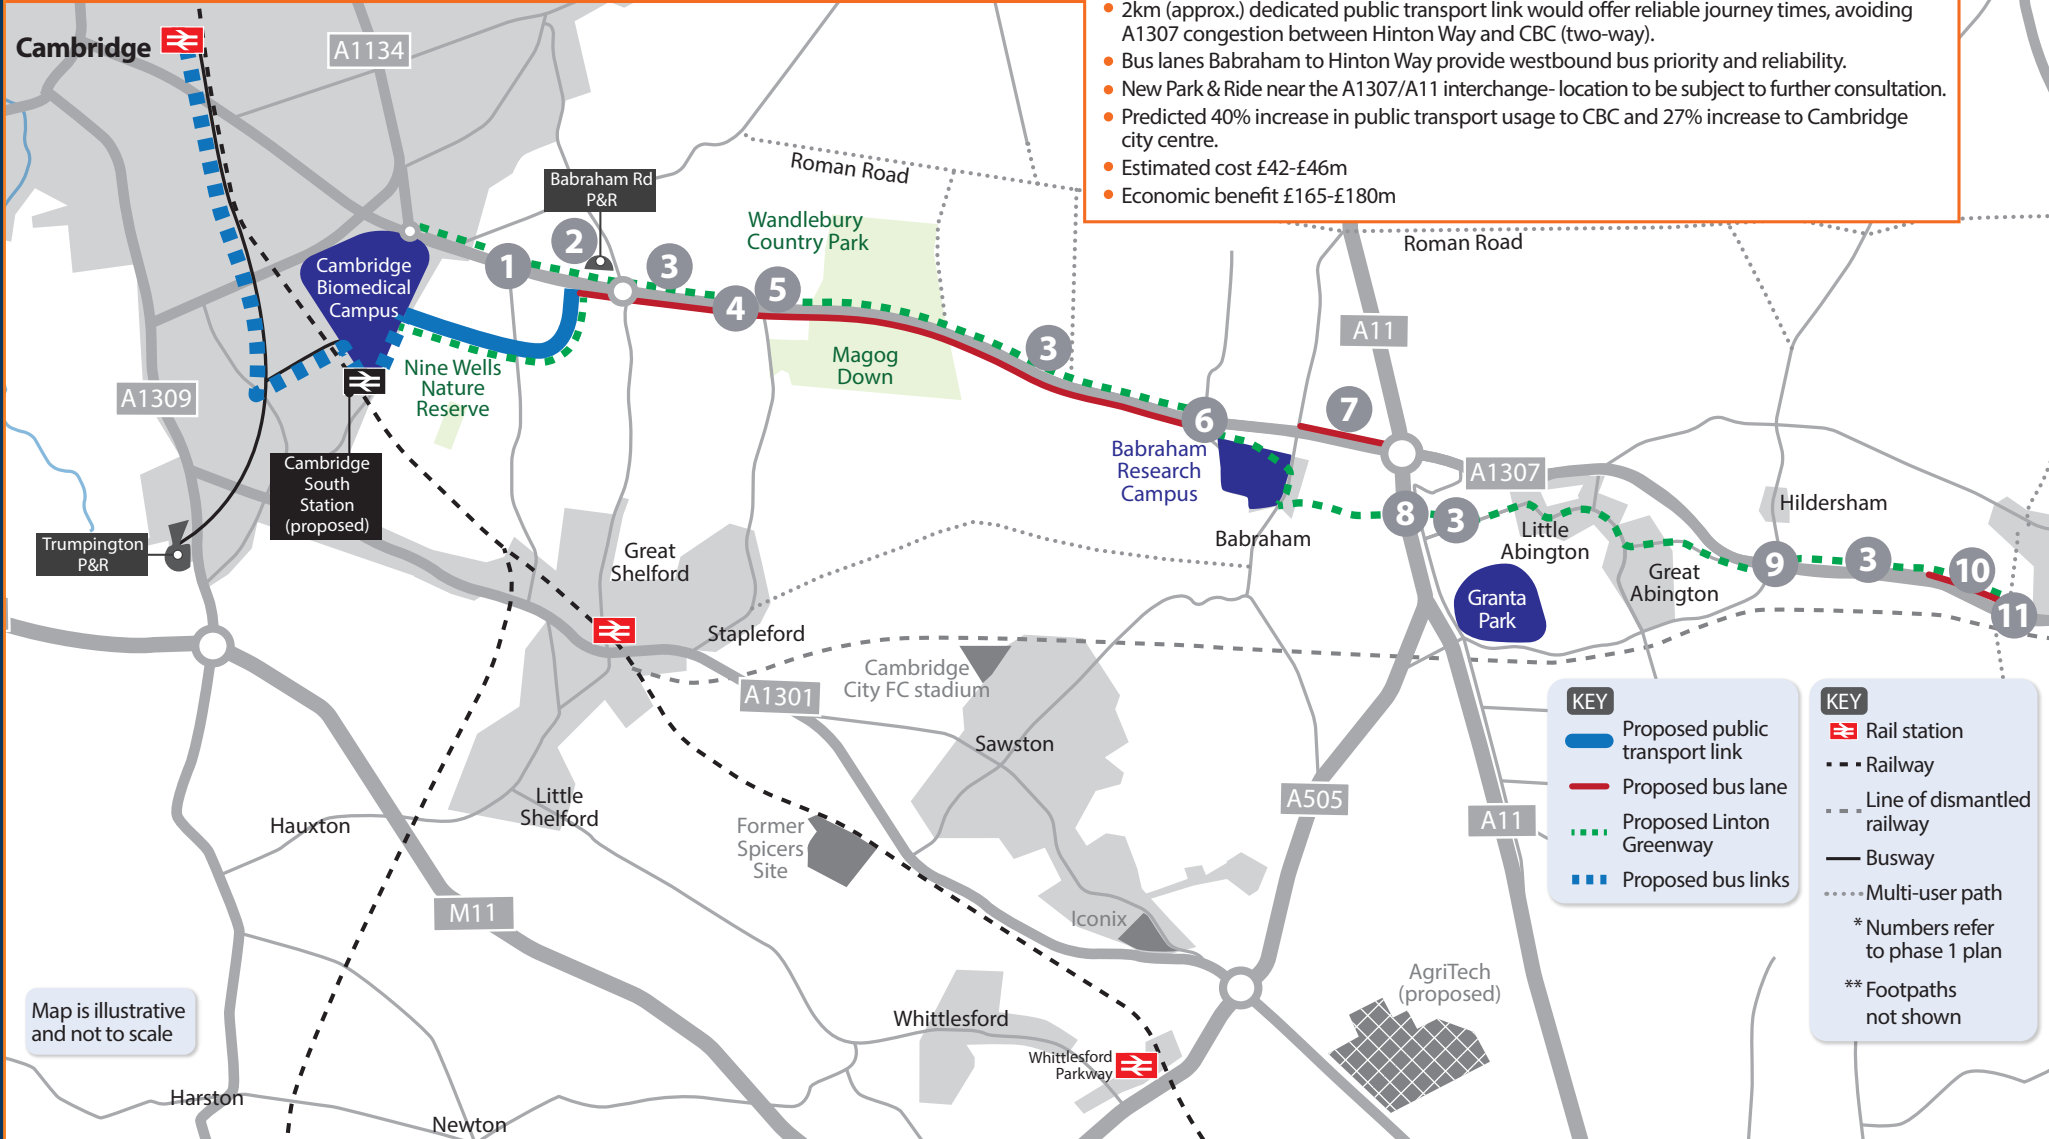 • 2km (approx.) dedicated public transport link would offer reliable journey times, avoiding
A1307 congestion between Hinton Way and CBC (two-way).
• Bus lanes Babraham to Hinton Way provide westbound bus priority and reliability.
• New Park & Ride near the A1307/A11 interchange- location to be subject to further consultation.
• Predicted 40% increase in public transport usage to CBC and 27% increase to Cambridge
city centre.
• Estimated cost £42-£46m
• Economic benefit £165-£180m
Cambridge
A1134
Roman Road
Babraham Rd
P&R
Wandlebury
Country Park
Roman Road
Cambridge
Biomedical
Campus
1
2
3
4
5
A11
Nine Wells
Nature
Reserve
Magog
Down
3
A1309
6
7
Babraham
Research
Campus
A1307
Cambridge
South
Station
(proposed)
8
3
Hildersham
Trumpington
P&R
Babraham
Little
Abington
Great
Shelford
Great
Abington
9
3
10
11
Granta
Park
Stapleford
Cambridge
City FC stadium
A1301
Sawston
A505
A11
Little
Shelford
Hauxton
Former
Spicers
Site
M11
Iconix
AgriTech
(proposed)
Whittlesford
Whittlesford
Parkway
Map is illustrative
and not to scale
Harston
Newton
KEY
Proposed public
transport link
Proposed bus lane
Proposed Linton
Greenway
Proposed bus links
KEY
Rail station
Railway
Line of dismantled
railway
Busway
Multi-user path
* Numbers refer
to phase 1 plan
** Footpaths
not shown